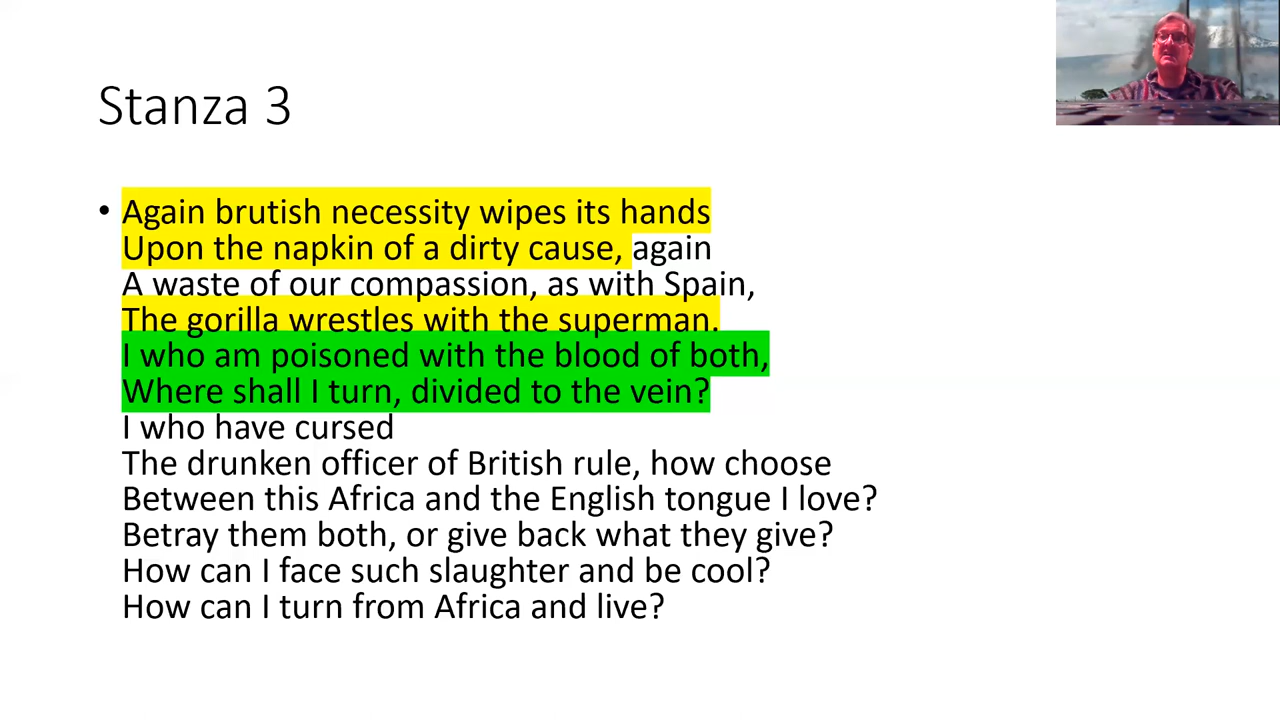 Stanza 3
• Again brutish necessity wipes its hands
Upon the napkin of a dirty cause, again
A waste of our compassion, as with Spain,
The gorilla wrestles with the superman.
I who am poisoned with the blood of both,
Where shall I turn, divided to the vein?
I who have cursed
The drunken officer of British rule, how choose
Between this Africa and the English tongue I love?
Betray them both, or give back what they give?
How can I face such slaughter and be cool?
How can I turn from Africa and live?